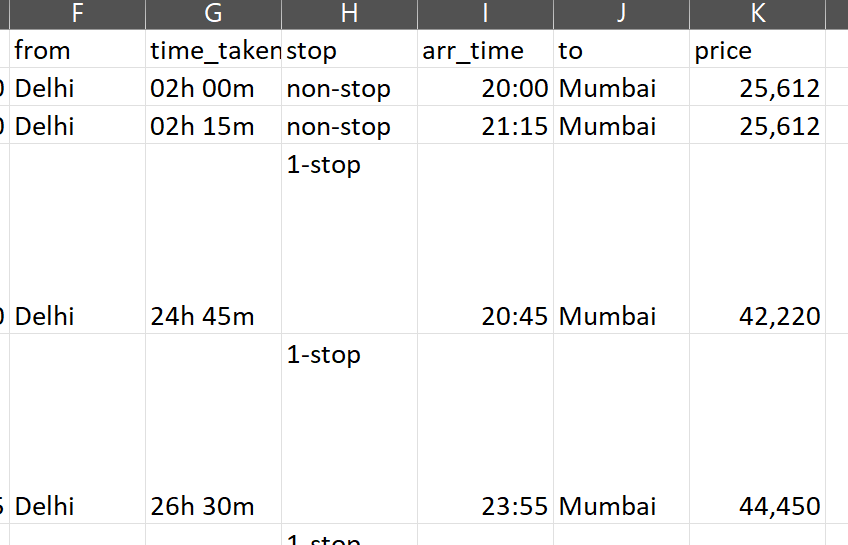 F G H I J K
from time_taken stop arr_time to price
0 Delhi 02h 00m non-stop 20:00 Mumbai 25,612
0 Delhi 02h 15m non-stop 21:15 Mumbai 25,612
1-stop
0 Delhi 24h 45m 20:45 Mumbai 42,220
1-stop
5 Delhi 26h 30m 23:55 Mumbai 44,450
1-stop